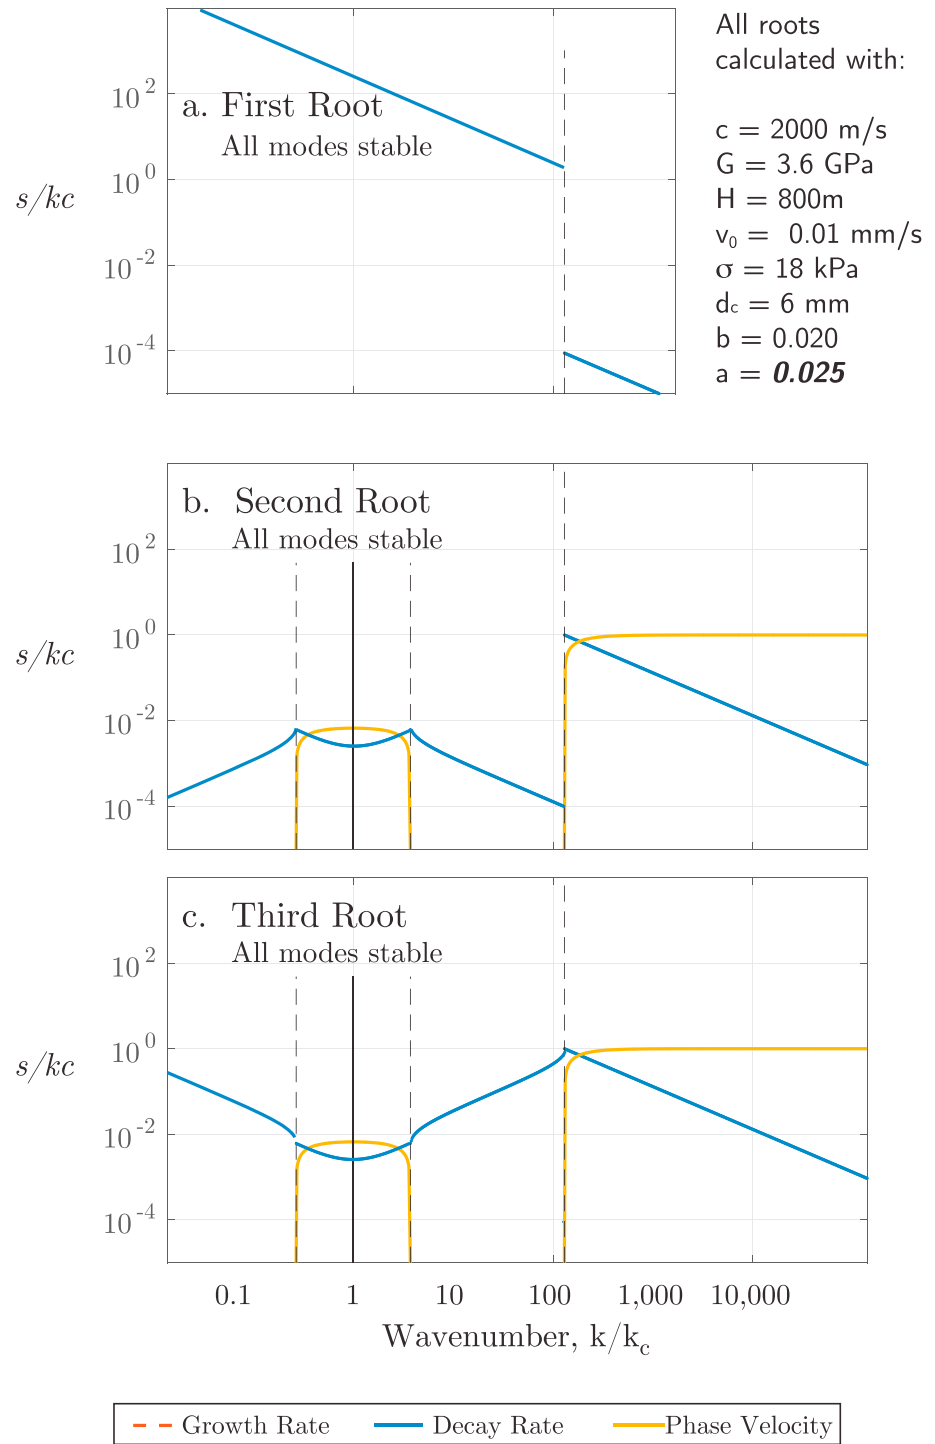 All roots
calculated with:
c = 2000 m/s
G = 3.6 GPa
H = 800m
v₀ = 0.01 mm/s
σ = 18 kPa
dc = 6 mm
b = 0.020
a = 0.025
a. First Root
All modes stable
10²
10⁰
10⁻²
10⁻⁴
s/kc
b. Second Root
All modes stable
10²
10⁰
10⁻²
10⁻⁴
s/kc
c. Third Root
All modes stable
10²
10⁰
10⁻²
10⁻⁴
s/kc
0.1 1 10 100 1,000 10,000
Wavenumber, k/kc
Growth Rate Decay Rate Phase Velocity